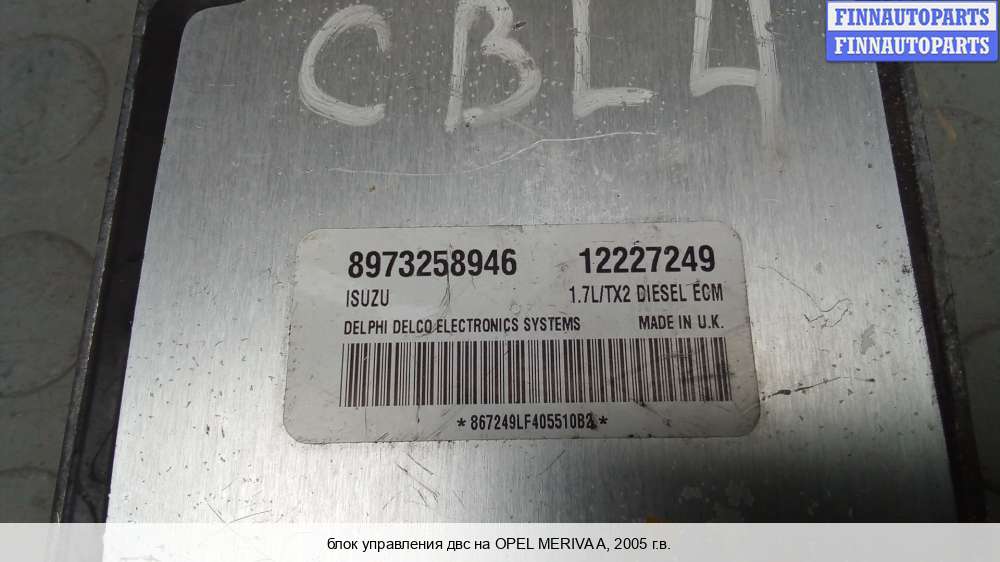 FINNAUTOPARTS
FINNAUTOPARTS
CBL4
8973258946 12227249
ISUZU 1.7L/TX2 DIESEL ECM
DELPHI DELCO ELECTRONICS SYSTEMS MADE IN U.K.
*867249LF405510B2*
блок управления двс на OPEL MERIVA A, 2005 г.в.